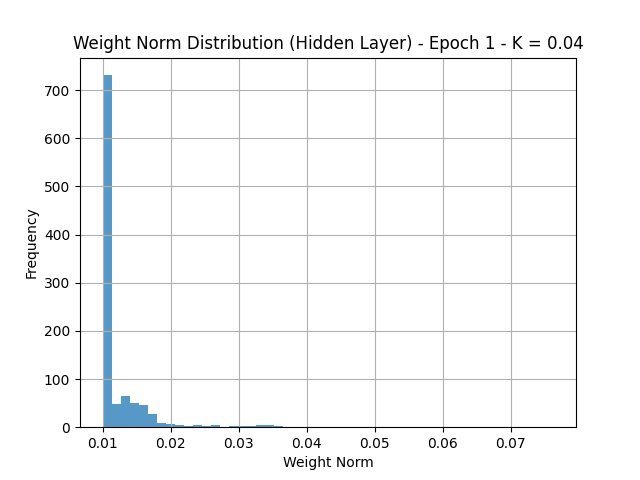 Weight Norm Distribution (Hidden Layer) - Epoch 1 - K = 0.04
700
600
500
400
300
200
100
0
Frequency
0.01 0.02 0.03 0.04 0.05 0.06 0.07
Weight Norm